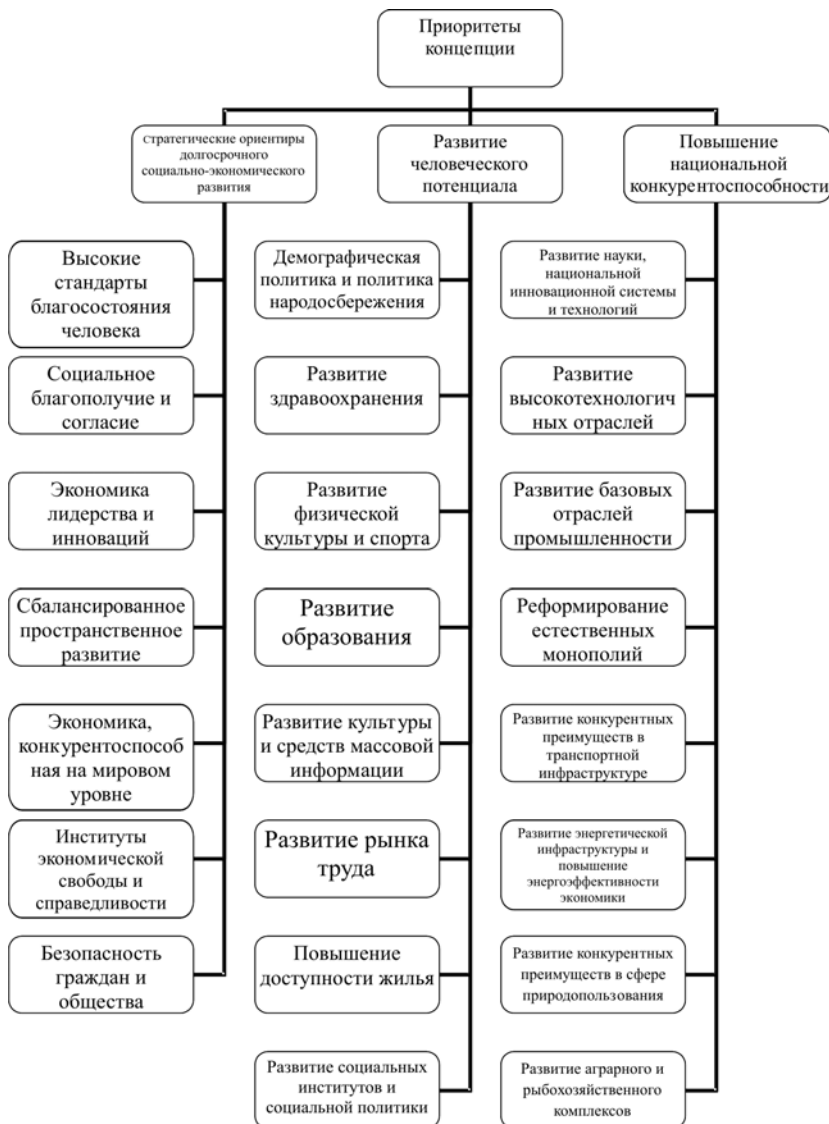 Приоритеты
концепции
Стратегические ориентиры
долгосрочного
социально-экономического
развития
Развитие
человеческого
потенциала
Повышение
национальной
конкурентоспособности
Высокие
стандарты
благосостояния
человека
Социальное
благополучие и
согласие
Экономика
лидерства и
инноваций
Сбалансированное
пространственное
развитие
Экономика,
конкурентоспособ
ная на мировом
уровне
Институты
экономической
свободы и
справедливости
Безопасность
граждан и
общества
Демографическая
политика и политика
народосбережения
Развитие
здравоохранения
Развитие
физической
культуры и спорта
Развитие
образования
Развитие культуры
и средств массовой
информации
Развитие рынка
труда
Повышение
доступности жилья
Развитие социальных
институтов и
социальной политики
Развитие науки,
национальной
инновационной системы
и технологий
Развитие
высокотехнологич
ных отраслей
Развитие базовых
отраслей
промышленности
Реформирование
естественных
монополий
Развитие конкурентных
преимуществ в
транспортной
инфраструктуре
Развитие энергетической
инфраструктуры и
повышение
энергоэффективности
экономики
Развитие конкурентных
преимуществ в сфере
природопользования
Развитие аграрного и
рыбохозяйственного
комплексов